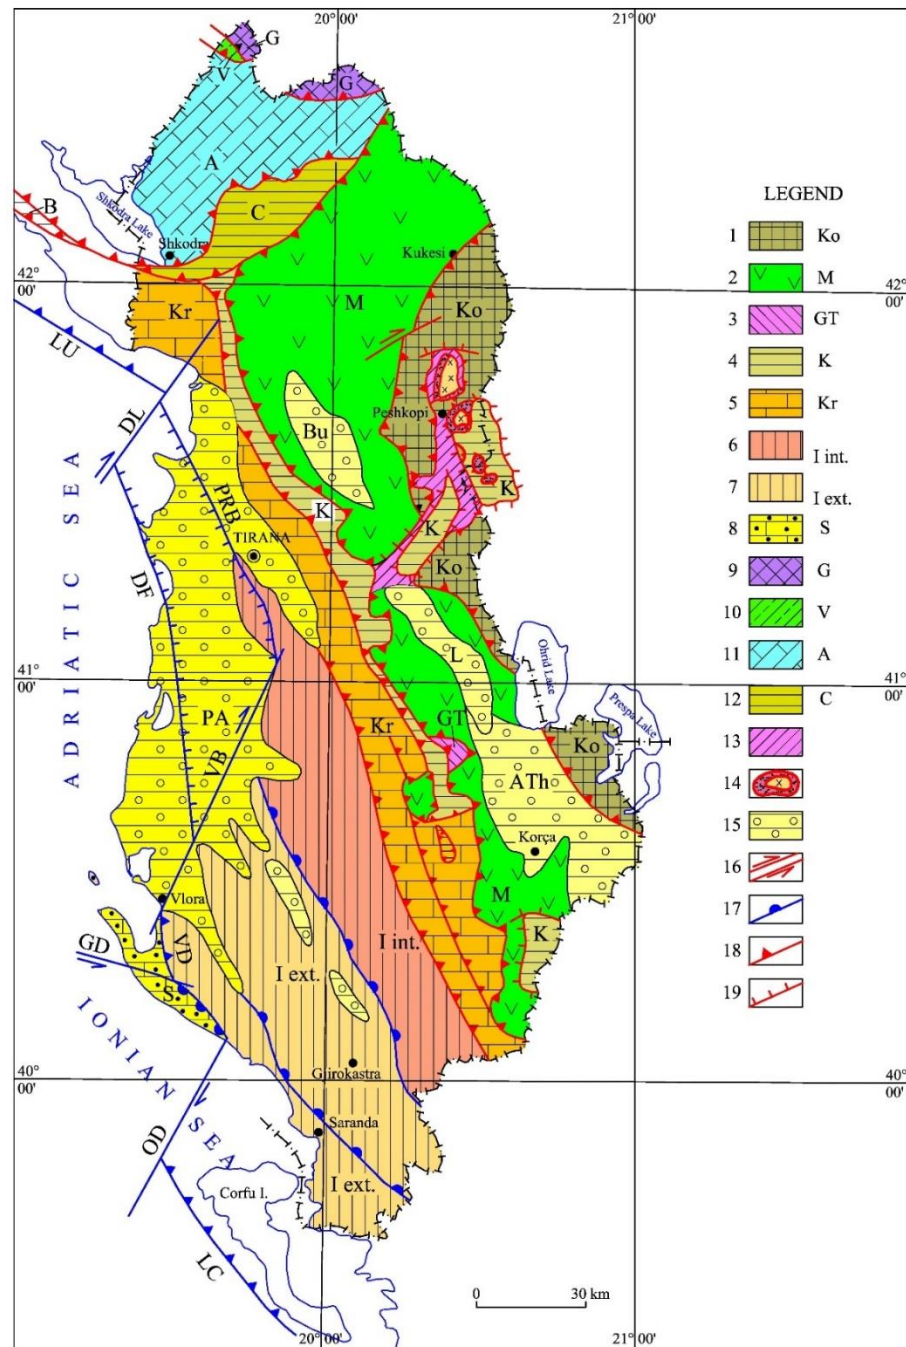 20°00'
21°00'
G
V
G
A
C
B
Shkodra Lake
Shkodra
Kukesi
42°
00'
42°
00'
Kr
M
Ko
LU
DL
Peshkopi
Bu
K
K
K
PRB
TIRANA
Ko
DF
ADRIATIC SEA
L
Ohrid Lake
Prespa Lake
41°
00'
41°
00'
PA
VB
Kr
GT
Ko
ATh
Korça
Vlora
M
VD
K
GD
S
I ext.
I int.
IONIAN SEA
Gjirokastra
40°
00'
40°
00'
OD
Saranda
I
I ext.
Corfu I.
LC
0 30 km
20°00'
21°00'
LEGEND
1 Ko
2 M
3 GT
4 K
5 Kr
6 I int.
7 I ext.
8 S
9 G
10 V
11 A
12 C
13
14
15
16
17
18
19